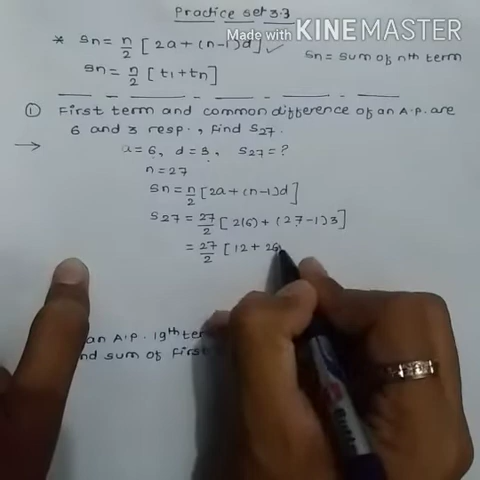 Practice set 3.3
Made with KINEMASTER
* Sn = n/2 [2a + (n-1)d] ✓
Sn = sum of nth term
Sn = n/2 [t1 + tn]
① First term and common difference of an A.P. are
6 and 3 resp., find S27.
→ a = 6, d = 3, S27 = ?
n = 27
Sn = n/2 [2a + (n-1)d]
S27 = 27/2 [2(6) + (27-1)3]
= 27/2 [12 + 26
an A.P. 19th
nd sum of first